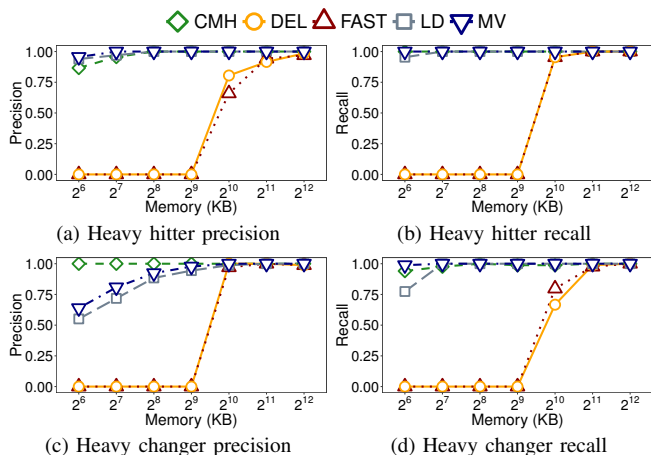 CMH DEL FAST LD MV
1.00
0.75
0.50
0.25
0.00
Precision
2^6 2^7 2^8 2^9 2^10 2^11 2^12
Memory (KB)
(a) Heavy hitter precision
1.00
0.75
0.50
0.25
0.00
Recall
2^6 2^7 2^8 2^9 2^10 2^11 2^12
Memory (KB)
(b) Heavy hitter recall
1.00
0.75
0.50
0.25
0.00
Precision
2^6 2^7 2^8 2^9 2^10 2^11 2^12
Memory (KB)
(c) Heavy changer precision
1.00
0.75
0.50
0.25
0.00
Recall
2^6 2^7 2^8 2^9 2^10 2^11 2^12
Memory (KB)
(d) Heavy changer recall